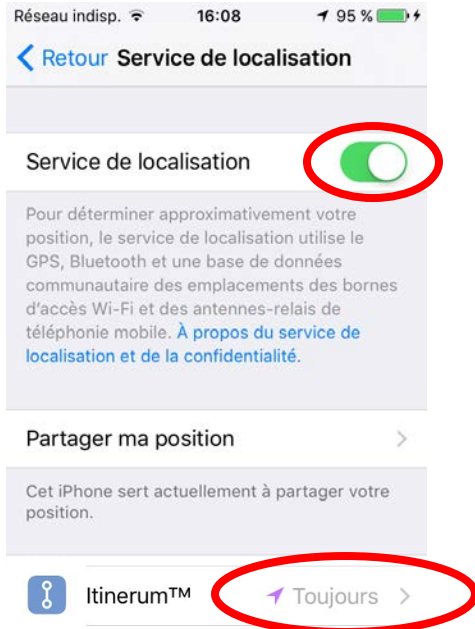 Réseau indisp. 16:08 95 %
Retour Service de localisation
Service de localisation
Pour déterminer approximativement votre
position, le service de localisation utilise le
GPS, Bluetooth et une base de données
communautaire des emplacements des bornes
d'accès Wi-Fi et des antennes-relais de
téléphonie mobile. À propos du service de
localisation et de la confidentialité.
Partager ma position
Cet iPhone sert actuellement à partager votre
position.
Itinerum™ Toujours